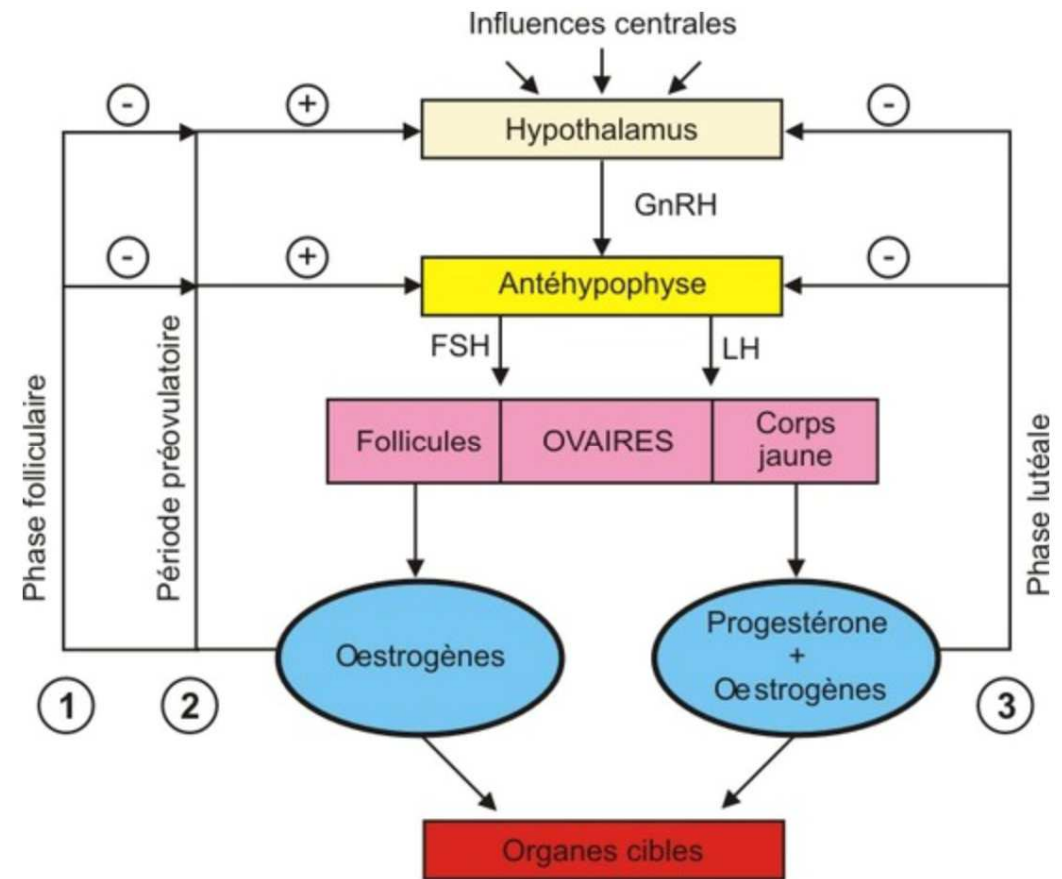 Influences centrales
- + -
Hypothalamus
GnRH
- + -
Antéhypophyse
FSH LH
Follicules OVAIRES Corps
jaune
Phase folliculaire
Période préovulatoire
Phase lutéale
Oestrogènes
Progestérone
+
Oestrogènes
1 2 3
Organes cibles